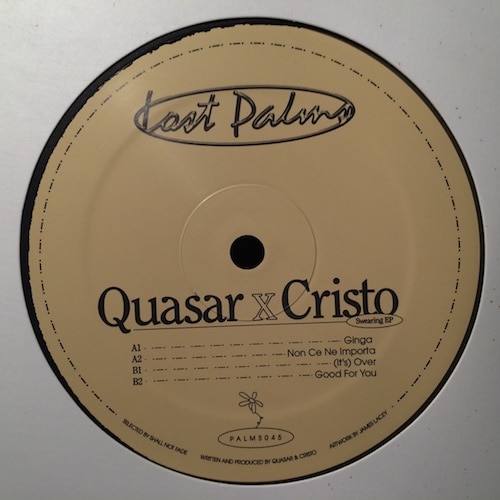 Lost Palms
Quasar x Cristo
Swearing EP
A1 Ginga
A2 Non Ce Ne Importa
B1 (It's) Over
B2 Good For You
PALMS045
SELECTED BY SHALL NOT FADE
WRITTEN AND PRODUCED BY QUASAR & CRISTO
ARTWORK BY JAMES LACEY